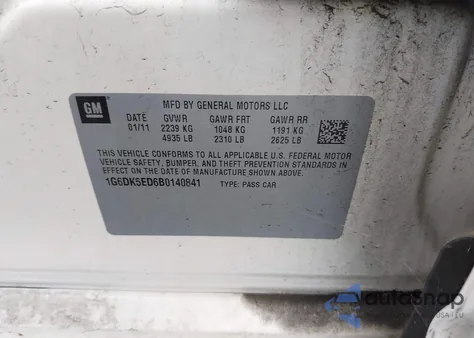 GM
MFD BY GENERAL MOTORS LLC
DATE GVWR GAWR FRT GAWR RR
01/11 2239 KG 1048 KG 1191 KG
4935 LB 2310 LB 2625 LB
THIS VEHICLE CONFORMS TO ALL APPLICABLE U.S. FEDERAL MOTOR
VEHICLE SAFETY, BUMPER, AND THEFT PREVENTION STANDARDS IN
EFFECT ON THE DATE OF MANUFACTURE SHOWN ABOVE.
1G6DK5ED6B0140841 TYPE: PASS CAR
AutoSnap